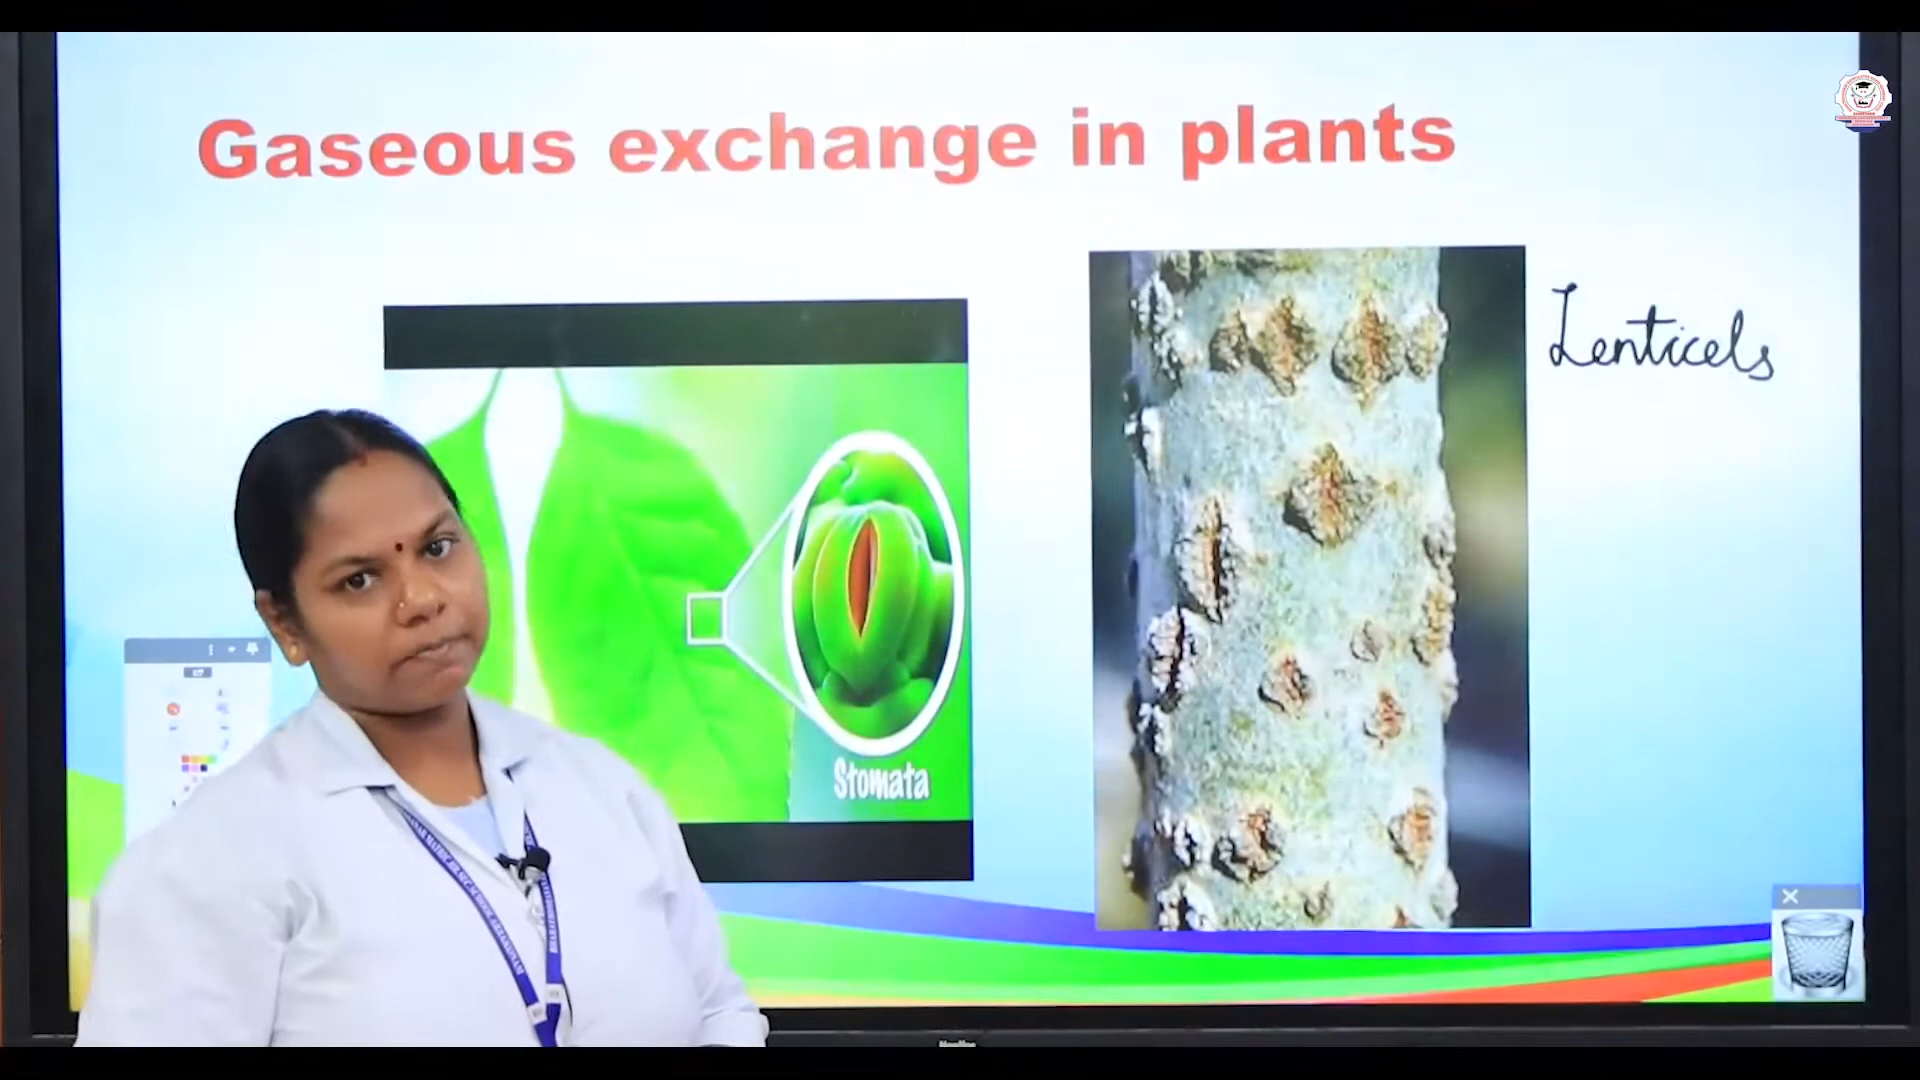 Gaseous exchange in plants
Lenticels
Stomata